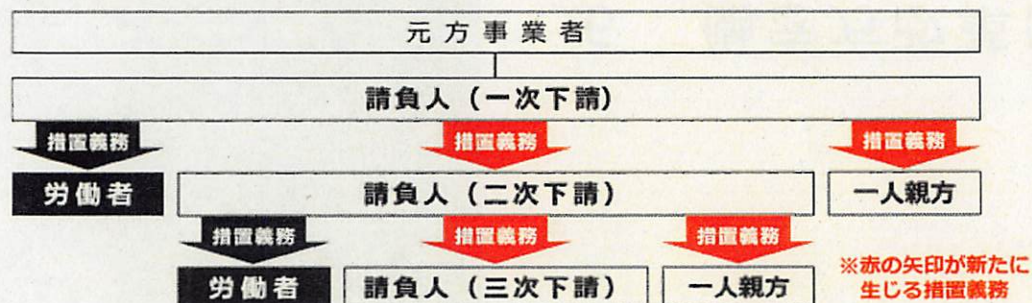 元方事業者
請負人（一次下請）
措置義務 措置義務 措置義務
労働者 請負人（二次下請） 一人親方
措置義務 措置義務 措置義務
労働者 請負人（三次下請） 一人親方
※赤の矢印が新たに
生じる措置義務